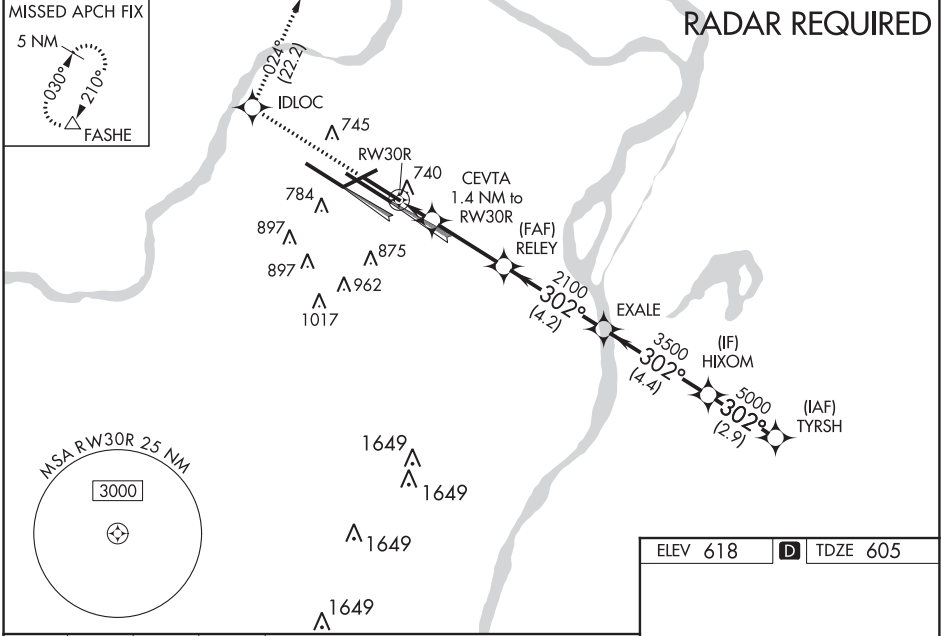 MISSED APCH FIX
5 NM
030°
210°
FASHE
RADAR REQUIRED
024°
(22.2)
IDLOC
745
RW30R
740
CEVTA
1.4 NM to
RW30R
784
(FAF)
RELEY
897
875
897
962
1017
2100
302°
(4.2)
EXALE
3500
302°
(4.4)
(IF)
HIXOM
5000
302°
(2.9)
(IAF)
TYRSH
MSA RW30R 25 NM
3000
1649
1649
1649
1649
ELEV 618 D TDZE 605